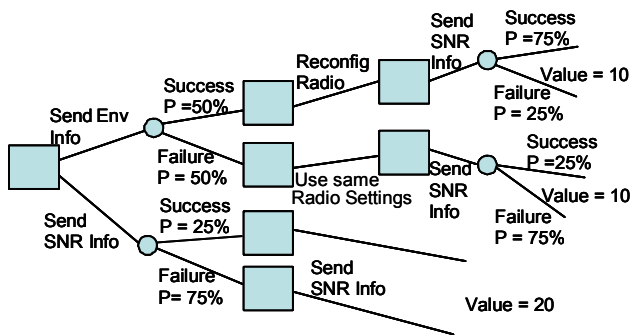 Send Env
Info
Success
P =50%
Reconfig
Radio
Send
SNR
Info
Success
P =75%
Value = 10
Failure
P = 25%
Failure
P = 50%
Use same
Radio Settings
Send
SNR
Info
Success
P =25%
Value = 10
Failure
P = 75%
Send
SNR Info
Success
P = 25%
Failure
P= 75%
Send
SNR Info
Value = 20